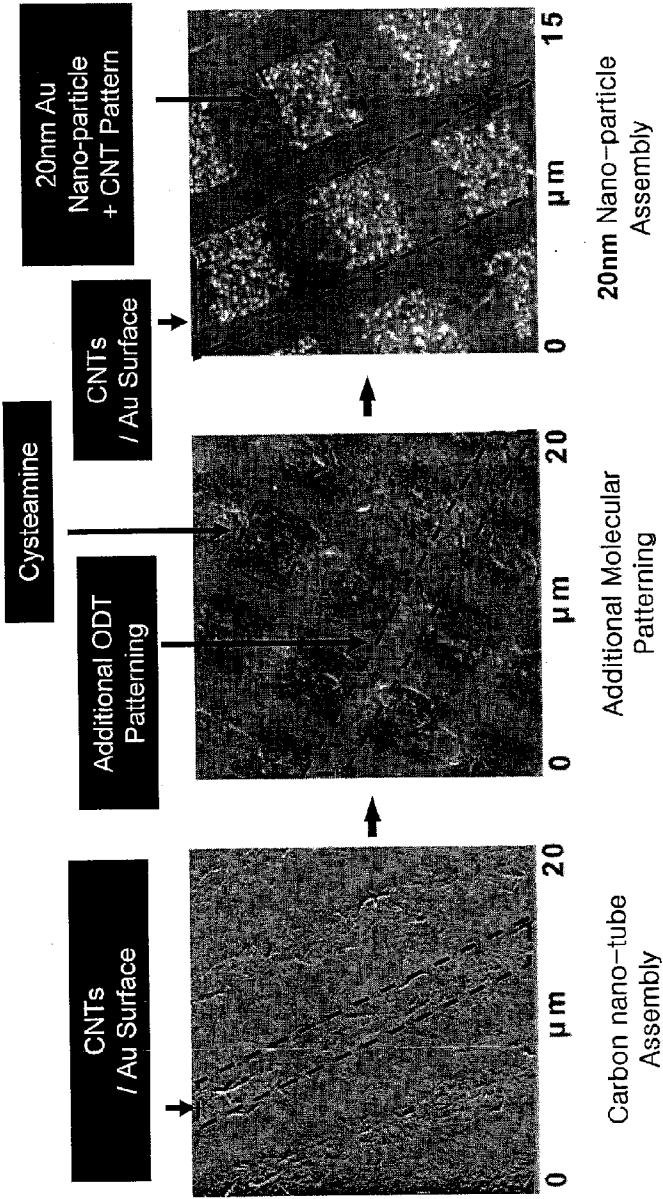 CNTs
/ Au Surface
0
μm
20
Carbon nano-tube
Assembly
Cysteamine
Additional ODT
Patterning
0
μm
20
Additional Molecular
Patterning
20nm Au
Nano-particle
+ CNT Pattern
CNTs
/ Au Surface
0
μm
15
20nm Nano-particle
Assembly